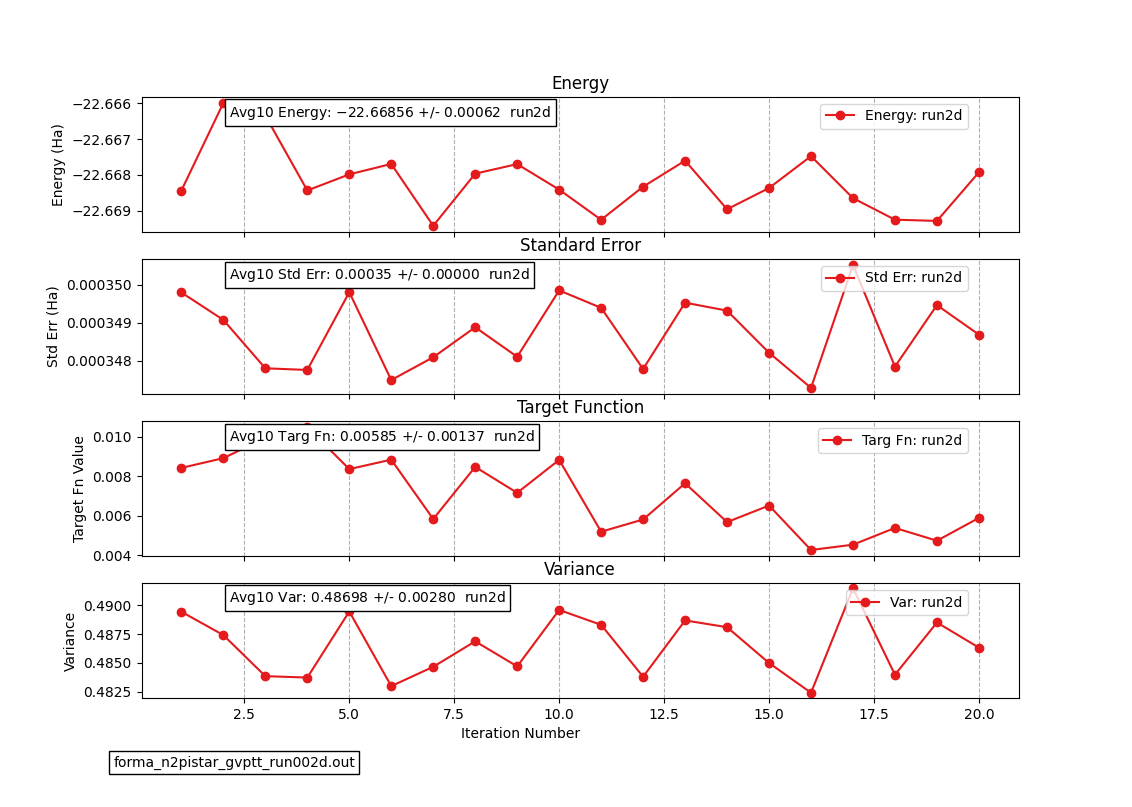 Energy
−22.666
−22.667
−22.668
−22.669
Energy (Ha)
Avg10 Energy: −22.66856 +/- 0.00062  run2d
Energy: run2d
Standard Error
0.000350
0.000349
0.000348
Std Err (Ha)
Avg10 Std Err: 0.00035 +/- 0.00000  run2d
Std Err: run2d
Target Function
0.010
0.008
0.006
0.004
Target Fn Value
Avg10 Targ Fn: 0.00585 +/- 0.00137  run2d
Targ Fn: run2d
Variance
0.4900
0.4875
0.4850
0.4825
Variance
Avg10 Var: 0.48698 +/- 0.00280  run2d
Var: run2d
2.5 5.0 7.5 10.0 12.5 15.0 17.5 20.0
Iteration Number
forma_n2pistar_gvptt_run002d.out